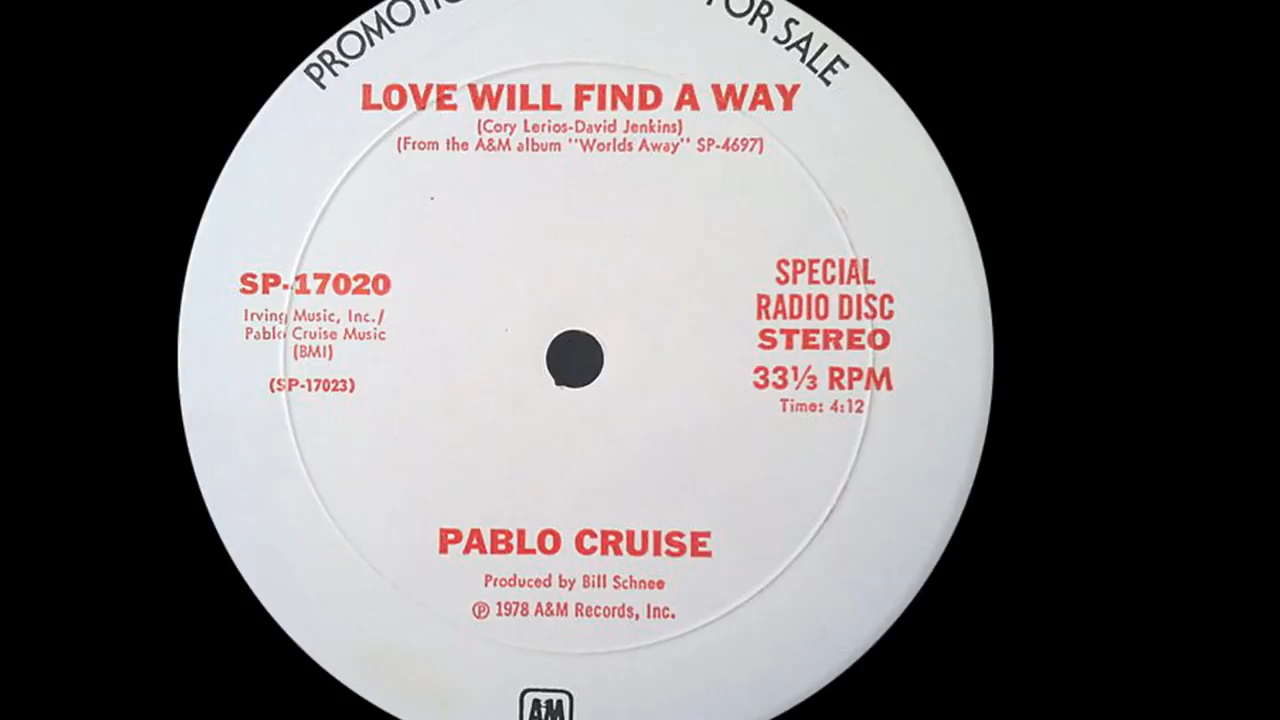 PROMOTIO
FOR SALE
LOVE WILL FIND A WAY
(Cory Lerios-David Jenkins)
(From the A&M album "Worlds Away" SP-4697)
SP-17020
Irving Music, Inc./
Pablo Cruise Music
(BMI)
(SP-17023)
SPECIAL
RADIO DISC
STEREO
33⅓ RPM
Time: 4:12
PABLO CRUISE
Produced by Bill Schnee
℗ 1978 A&M Records, Inc.
A&M